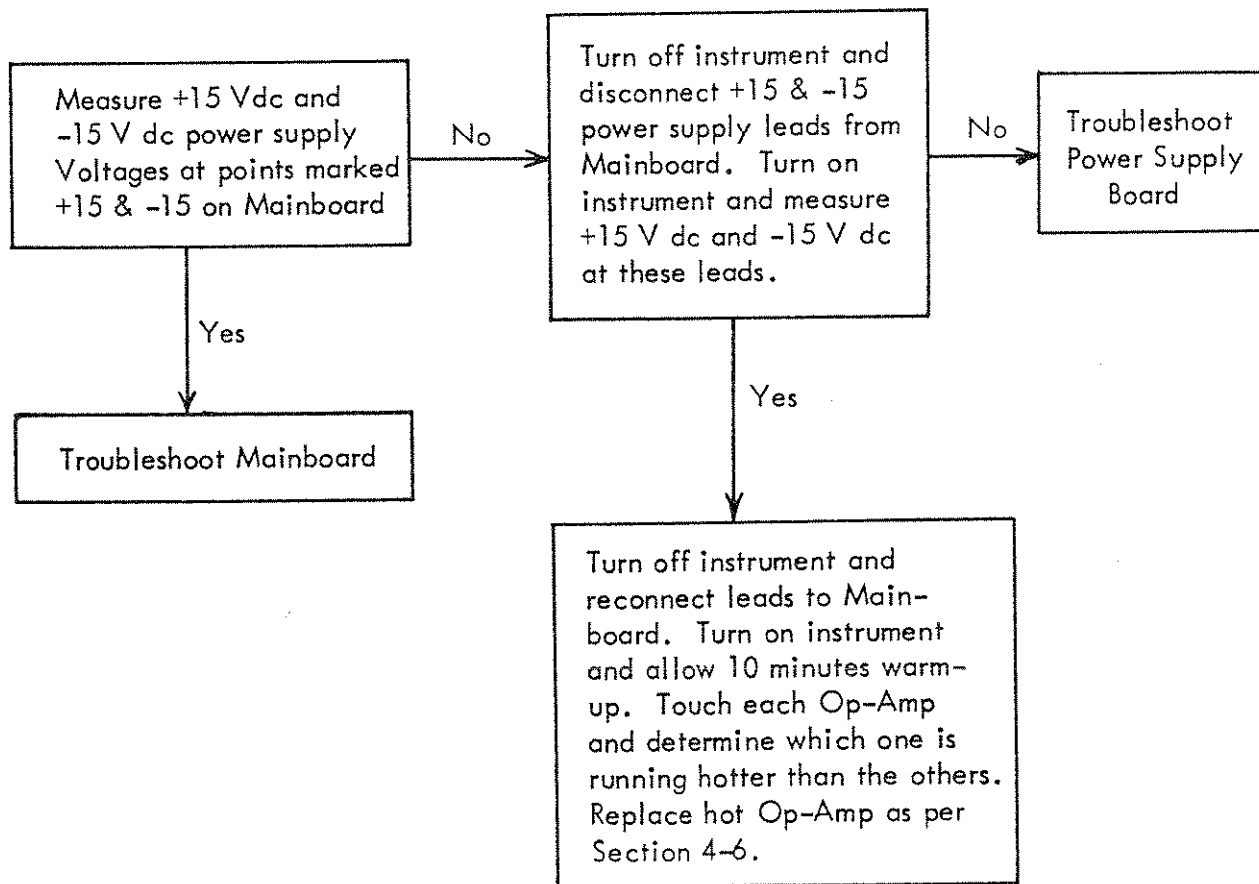 Measure +15 Vdc and
-15 V dc power supply
Voltages at points marked
+15 & -15 on Mainboard
No
Turn off instrument and
disconnect +15 & -15
power supply leads from
Mainboard. Turn on
instrument and measure
+15 V dc and -15 V dc
at these leads.
No
Troubleshoot
Power Supply
Board
Yes
Troubleshoot Mainboard
Yes
Turn off instrument and
reconnect leads to Main-
board. Turn on instrument
and allow 10 minutes warm-
up. Touch each Op-Amp
and determine which one is
running hotter than the others.
Replace hot Op-Amp as per
Section 4-6.